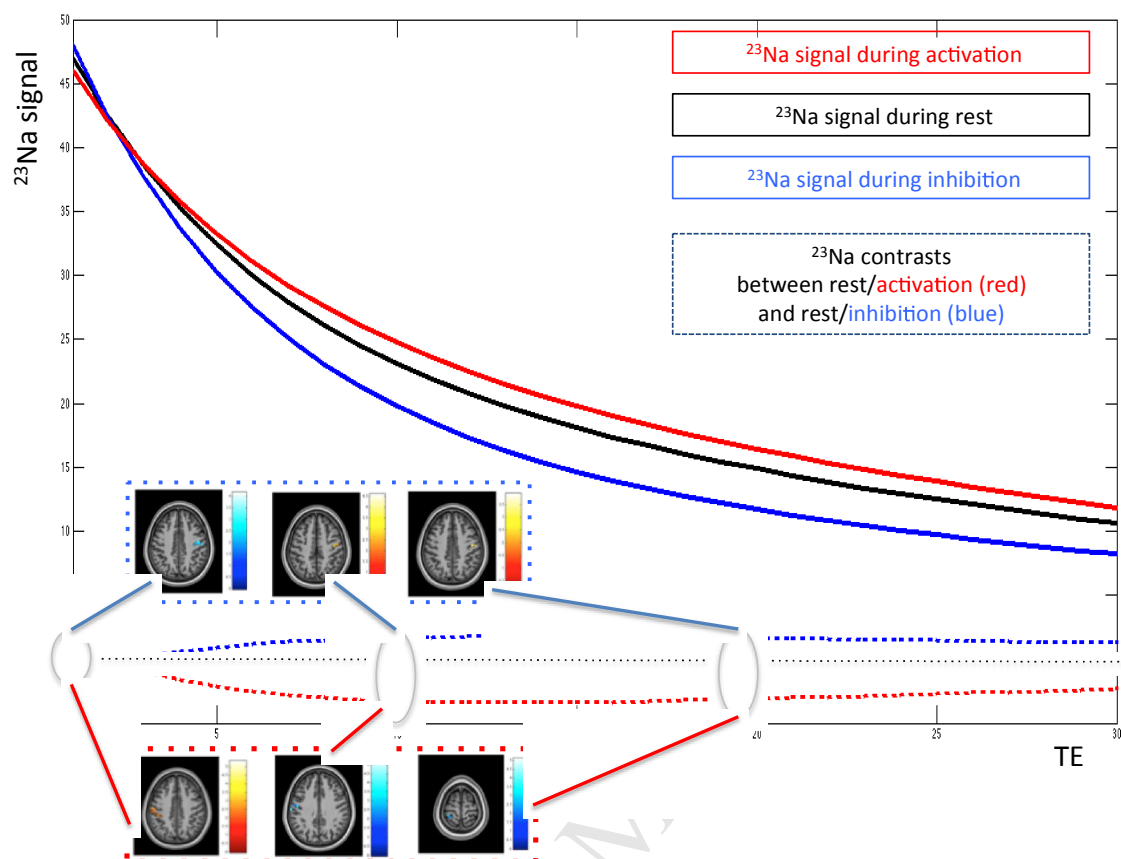 50
45
40
35
30
25
20
15
10
²³Na signal
²³Na signal during activation
²³Na signal during rest
²³Na signal during inhibition
²³Na contrasts
between rest/activation (red)
and rest/inhibition (blue)
5
20
25
30
TE